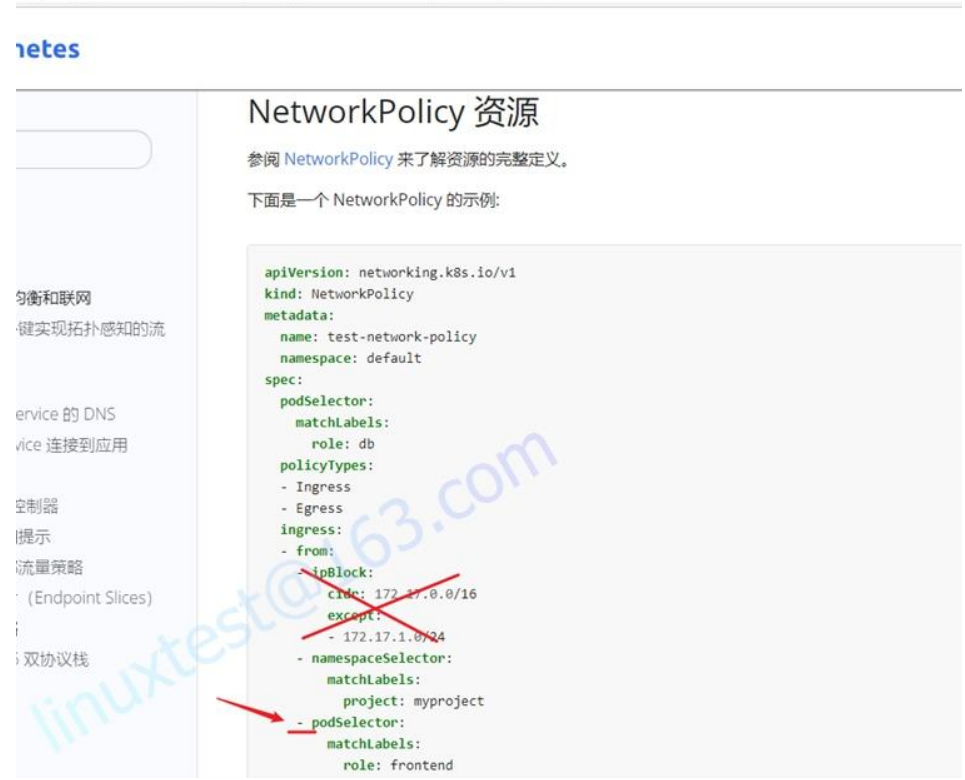 netes
NetworkPolicy 资源
参阅 NetworkPolicy 来了解资源的完整定义。
下面是一个 NetworkPolicy 的示例:
apiVersion: networking.k8s.io/v1
kind: NetworkPolicy
metadata:
name: test-network-policy
namespace: default
spec:
podSelector:
matchLabels:
role: db
policyTypes:
- Ingress
- Egress
ingress:
- from:
- ipBlock:
cidr: 172.17.0.0/16
except:
- 172.17.1.0/24
- namespaceSelector:
matchLabels:
project: myproject
- podSelector:
matchLabels:
role: frontend
均衡和联网
键实现拓扑感知的流
ervice 的 DNS
vice 连接到应用
控制器
提示
流量策略
(Endpoint Slices)
双协议栈
linuxtest@163.com